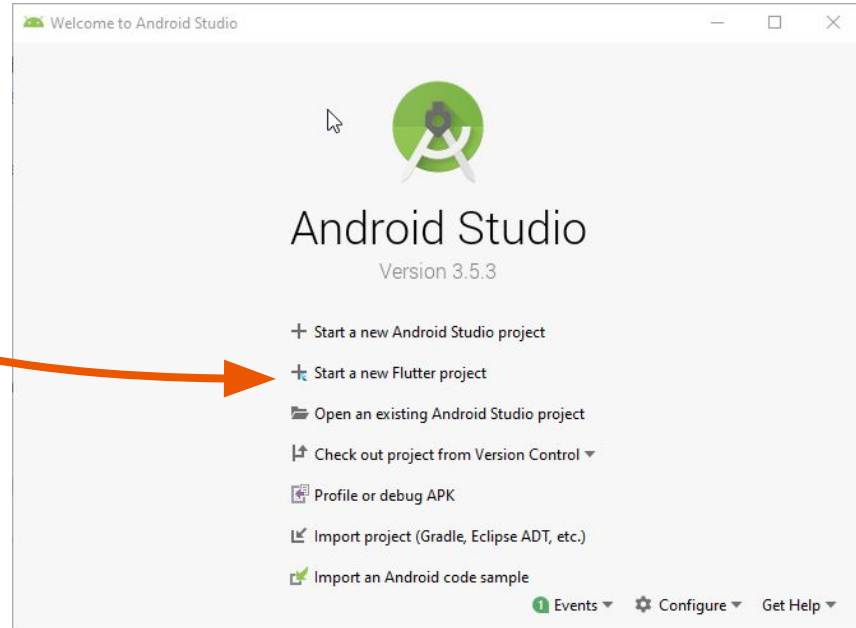 Welcome to Android Studio
Android Studio
Version 3.5.3
Start a new Android Studio project
Start a new Flutter project
Open an existing Android Studio project
Check out project from Version Control
Profile or debug APK
Import project (Gradle, Eclipse ADT, etc.)
Import an Android code sample
1 Events Configure Get Help